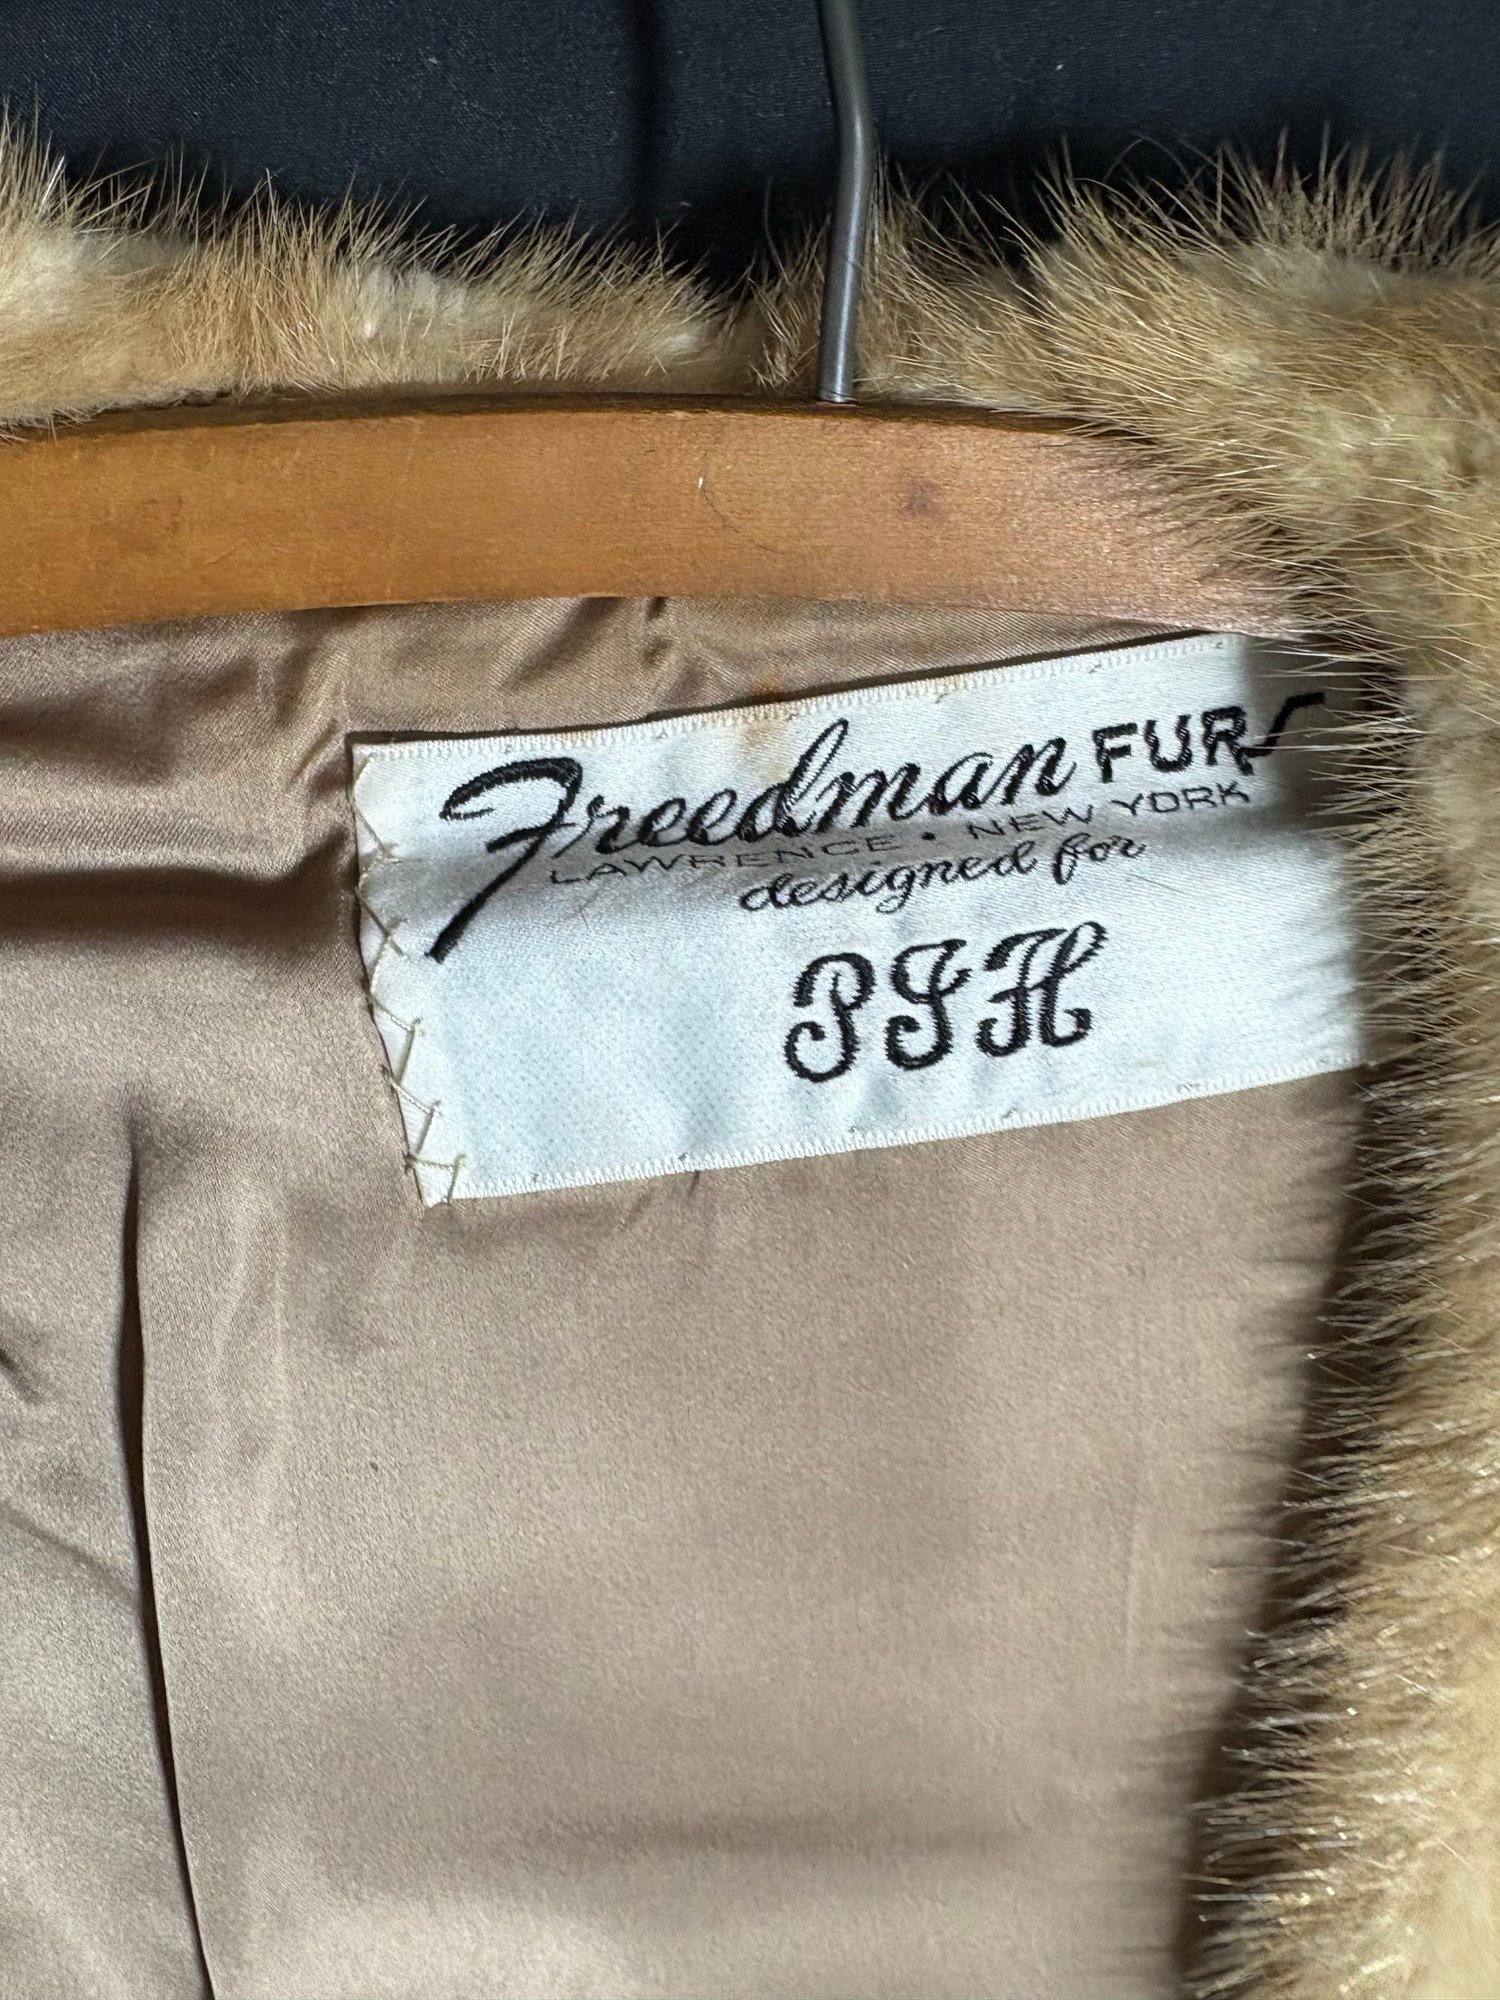 Freedman FURS
LAWRENCE • NEW YORK
designed for
PJH